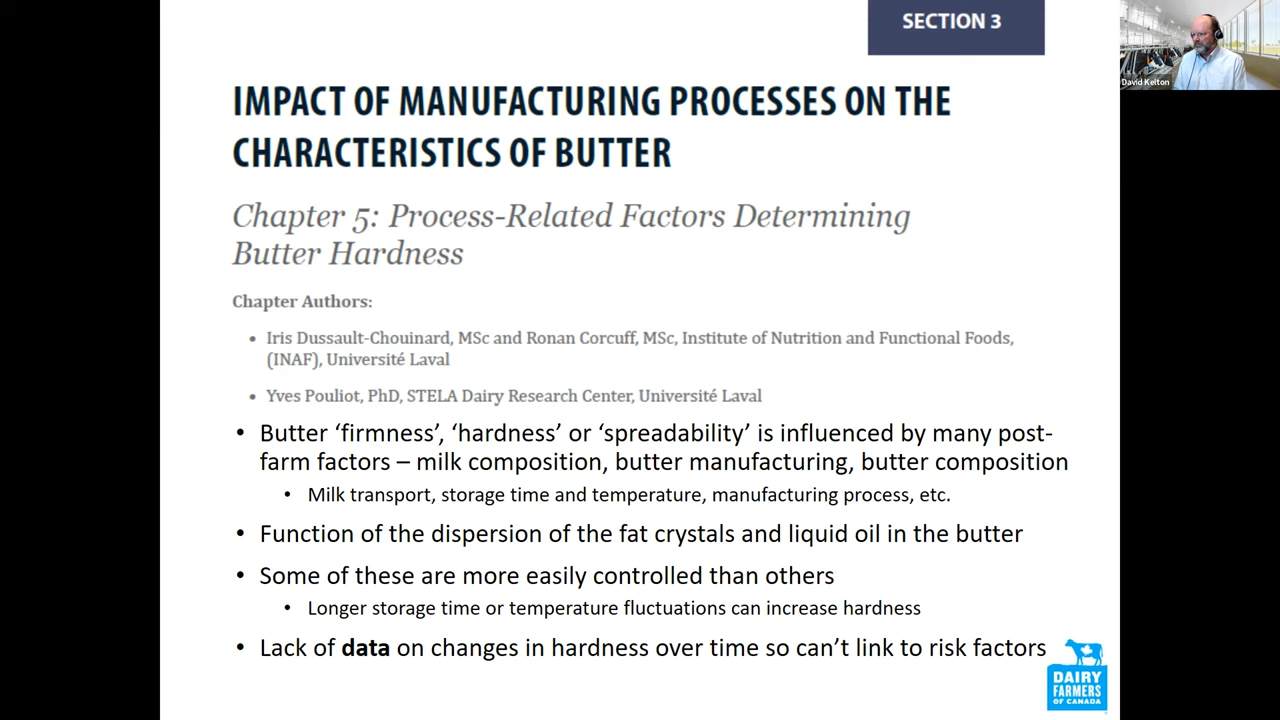 SECTION 3
David Kelton
IMPACT OF MANUFACTURING PROCESSES ON THE
CHARACTERISTICS OF BUTTER
Chapter 5: Process-Related Factors Determining
Butter Hardness
Chapter Authors:
• Iris Dussault-Chouinard, MSc and Ronan Corcuff, MSc, Institute of Nutrition and Functional Foods,
(INAF), Université Laval
• Yves Pouliot, PhD, STELA Dairy Research Center, Université Laval
• Butter ‘firmness’, ‘hardness’ or ‘spreadability’ is influenced by many post-
farm factors – milk composition, butter manufacturing, butter composition
• Milk transport, storage time and temperature, manufacturing process, etc.
• Function of the dispersion of the fat crystals and liquid oil in the butter
• Some of these are more easily controlled than others
• Longer storage time or temperature fluctuations can increase hardness
• Lack of data on changes in hardness over time so can’t link to risk factors
DAIRY
FARMERS
OF CANADA